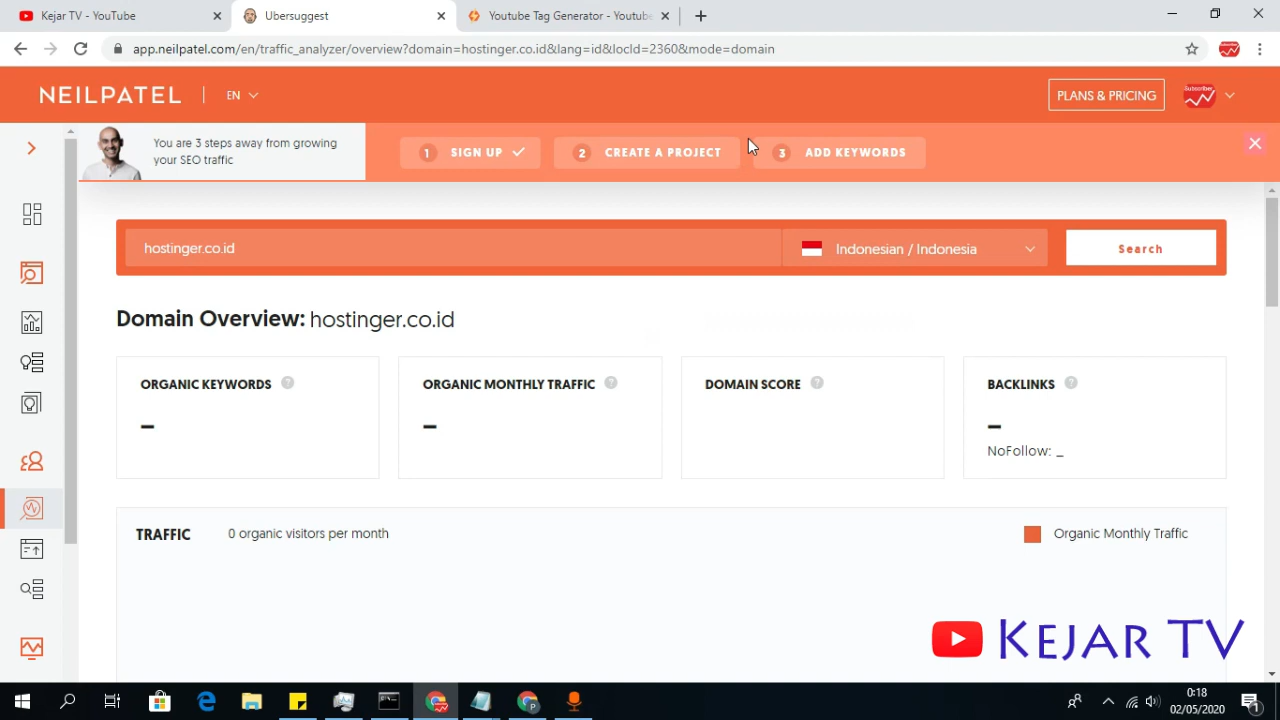 Kejar TV - YouTube
Ubersuggest
Youtube Tag Generator - Youtube
app.neilpatel.com/en/traffic_analyzer/overview?domain=hostinger.co.id&lang=id&locId=2360&mode=domain
NEILPATEL
EN
PLANS & PRICING
Subscriber
You are 3 steps away from growing
your SEO traffic
1 SIGN UP
2 CREATE A PROJECT
3 ADD KEYWORDS
hostinger.co.id
Indonesian / Indonesia
Search
Domain Overview: hostinger.co.id
ORGANIC KEYWORDS ?
ORGANIC MONTHLY TRAFFIC ?
DOMAIN SCORE ?
BACKLINKS ?
–
–
–
NoFollow: _
TRAFFIC
0 organic visitors per month
Organic Monthly Traffic
KEJAR TV
0:18
02/05/2020
1